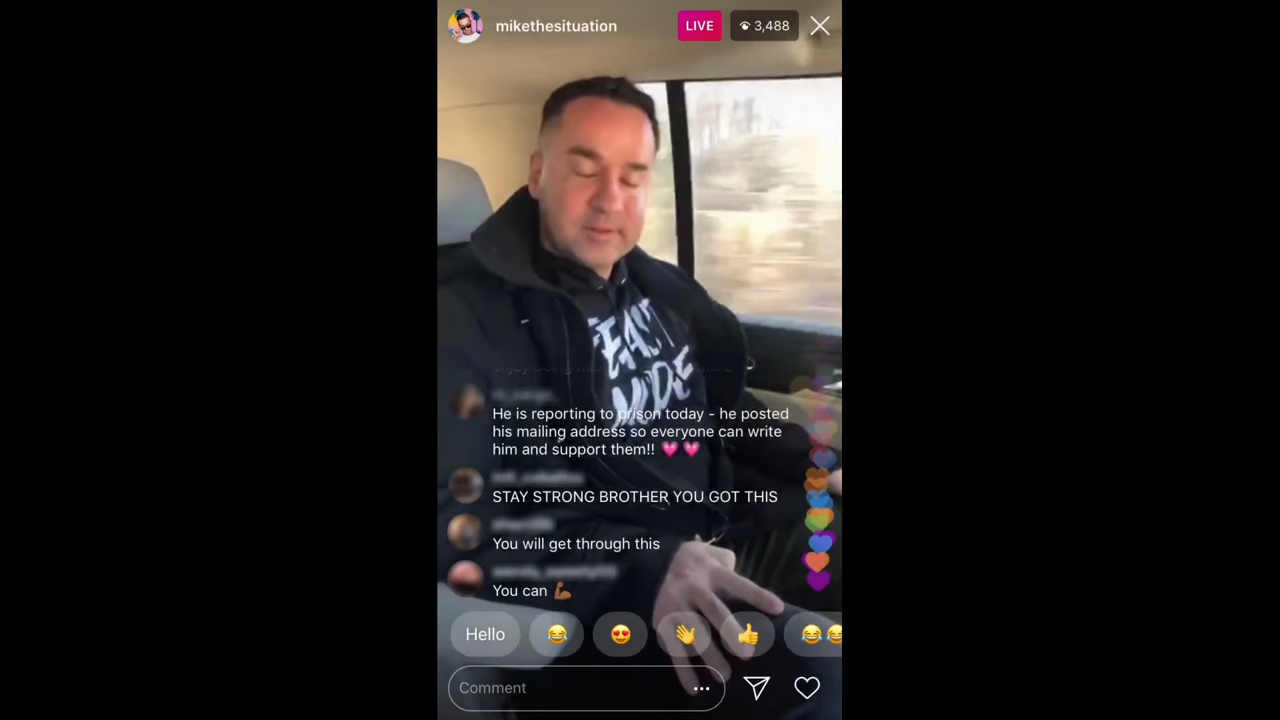 mikethesituation
LIVE
3,488
BEAST
MODE
He is reporting to prison today - he posted
his mailing address so everyone can write
him and support them!! 💗 💗
STAY STRONG BROTHER YOU GOT THIS
You will get through this
You can 💪🏾
Hello
Comment